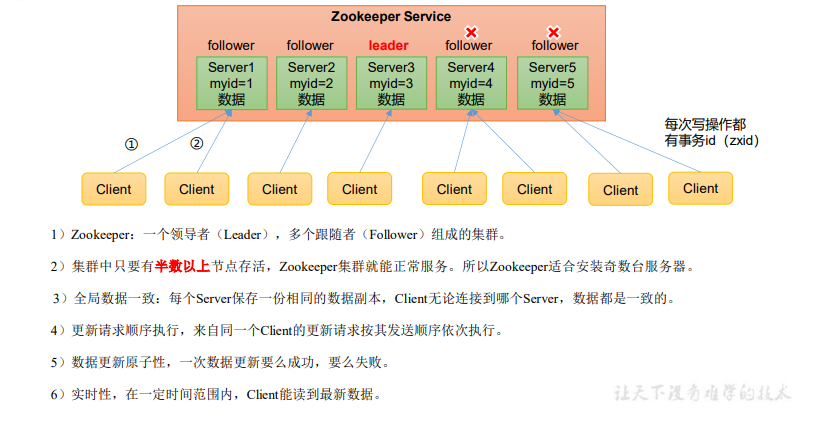 Zookeeper Service
follower follower leader follower follower
Server1 Server2 Server3 Server4 Server5
myid=1 myid=2 myid=3 myid=4 myid=5
数据 数据 数据 数据 数据
① ②
每次写操作都
有事务id（zxid）
Client Client Client Client Client Client Client Client
1）Zookeeper：一个领导者（Leader），多个跟随者（Follower）组成的集群。
2）集群中只要有半数以上节点存活，Zookeeper集群就能正常服务。所以Zookeeper适合安装奇数台服务器。
3）全局数据一致：每个Server保存一份相同的数据副本，Client无论连接到哪个Server，数据都是一致的。
4）更新请求顺序执行，来自同一个Client的更新请求按其发送顺序依次执行。
5）数据更新原子性，一次数据更新要么成功，要么失败。
6）实时性，在一定时间范围内，Client能读到最新数据。
让天下没有难学的技术